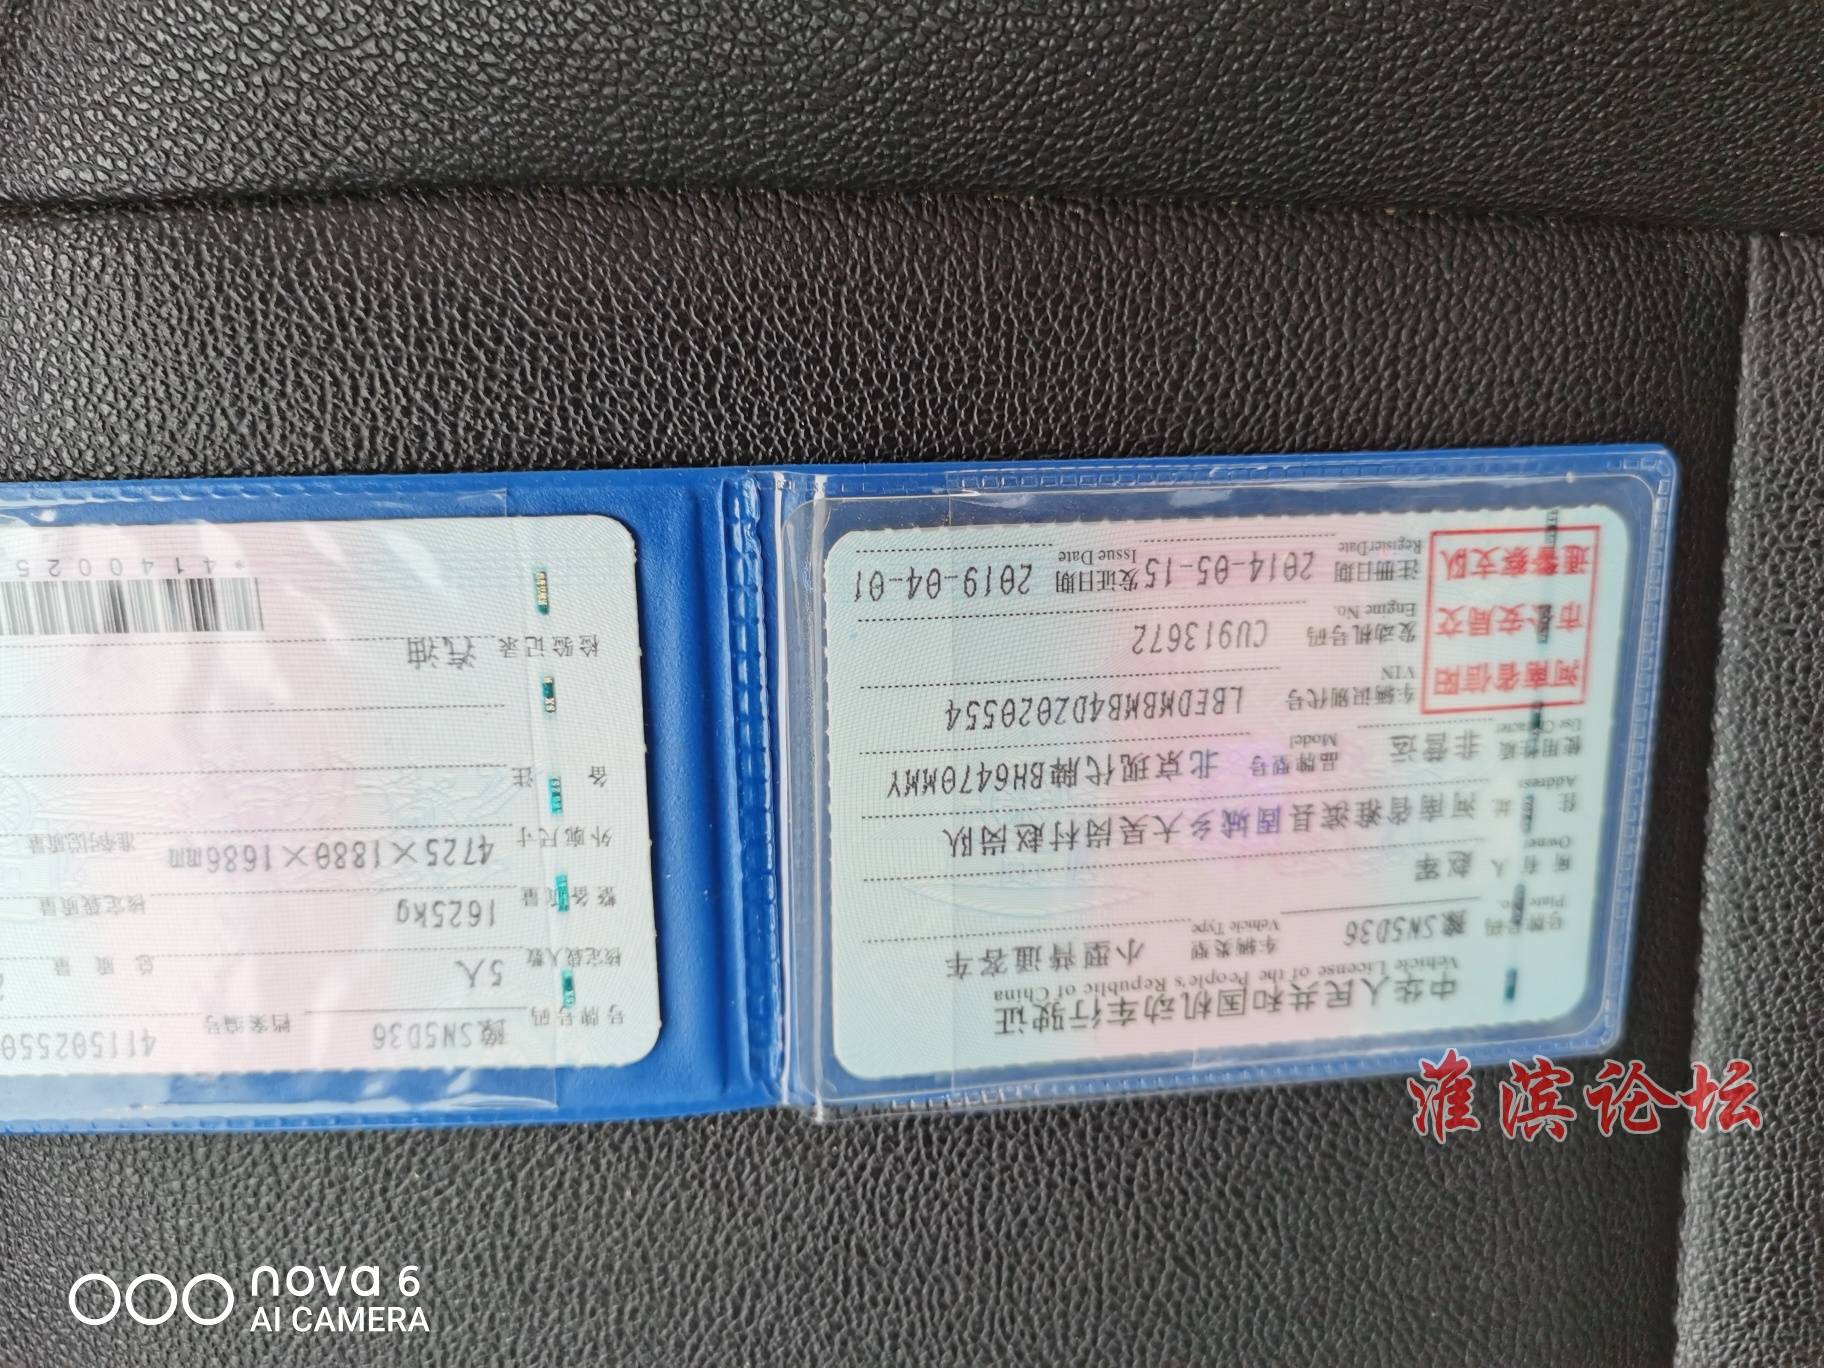 中华人民共和国机动车行驶证
Vehicle License of the People's Republic of China
号牌号码 豫SN5D36 车辆类型 小型普通客车
Plate No. Vehicle Type
所有人 赵军
Owner
住址 河南省淮滨县固城乡大吴岗村赵岗队
Address
使用性质 非营运 品牌型号 北京现代牌BH6470MMY
Use Character Model
河南省信阳
市公安局交
通警察支队
车辆识别代号 LBEDMBMB4DZ020554
VIN
发动机号码 CU913672
Engine No.
注册日期 2014-05-15 发证日期 2019-04-01
Register Date Issue Date
号牌号码 豫SN5D36 档案编号 411502550
核定载人数 5人 总质量
整备质量 1625kg 核定载质量
外廓尺寸 4725×1880×1686mm 准牵引总质量
备注
检验记录 汽油
*4140025
淮滨论坛
nova 6
AI CAMERA